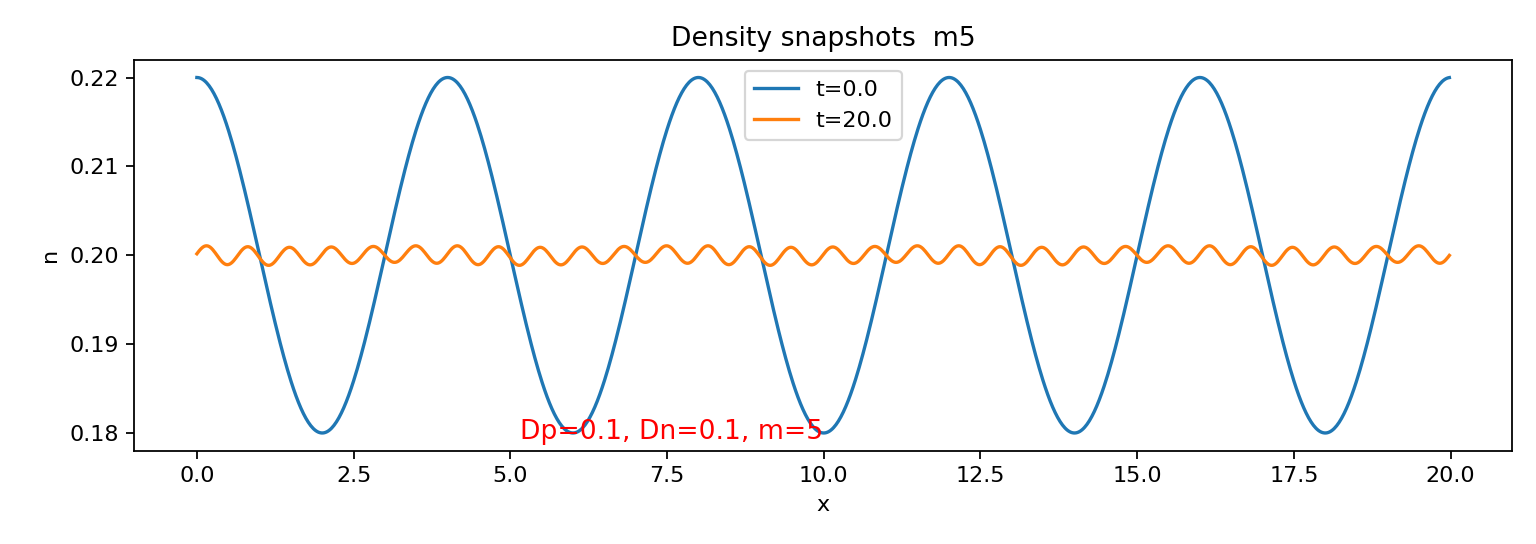 Density snapshots  m5
t=0.0
t=20.0
0.22
0.21
0.20
0.19
0.18
n
Dp=0.1, Dn=0.1, m=5
0.0 2.5 5.0 7.5 10.0 12.5 15.0 17.5 20.0
x